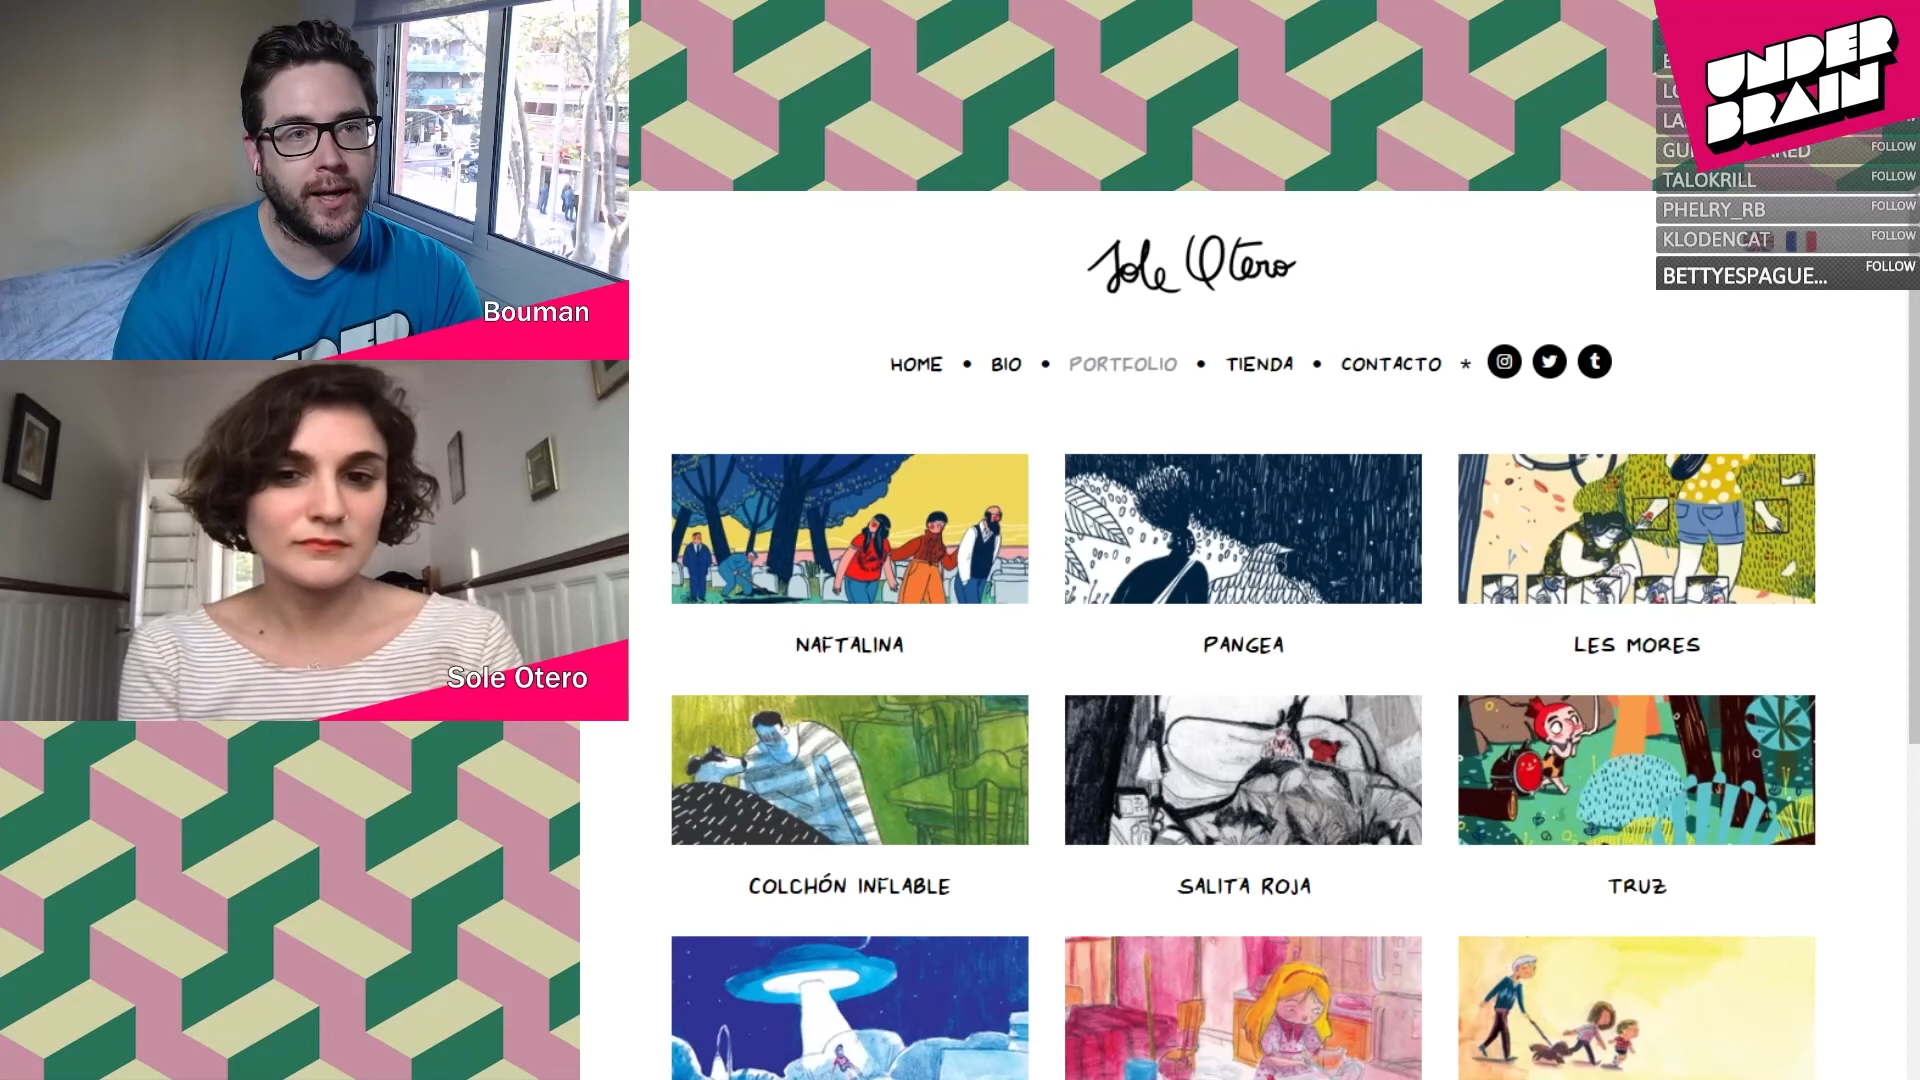 Bouman
Sole Otero
UNDER
BRAIN
FOLLOW
TALOKRILL FOLLOW
PHELRY_RB FOLLOW
KLODENCAT FOLLOW
BETTYESPAGUE... FOLLOW
Sole Otero
HOME • BIO • PORTFOLIO • TIENDA • CONTACTO *
NAFTALINA PANGEA LES MORES
COLCHÓN INFLABLE SALITA ROJA TRUZ